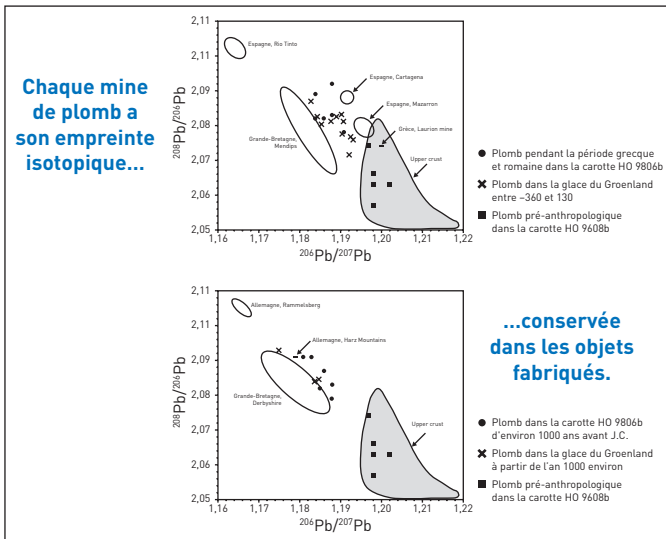 Chaque mine
de plomb a
son empreinte
isotopique...
2,11
2,11
2,09
2,08
2,07
2,06
2,05
208Pb/206Pb
1,16
1,17
1,18
1,19
1,20
1,21
1,22
206Pb/207Pb
Espagne, Rio Tinto
Espagne, Cartagena
Espagne, Mazarron
Grèce, Laurion mine
Grande-Bretagne,
Mendips
Upper crust
Plomb pendant la période grecque
et romaine dans la carotte HO 9806b
Plomb dans la glace du Groenland
entre –360 et 130
Plomb pré-anthropologique
dans la carotte HO 9608b
2,11
2,11
2,09
2,08
2,07
2,06
2,05
208Pb/206Pb
1,16
1,17
1,18
1,19
1,20
1,21
1,22
206Pb/207Pb
Allemagne, Rammelsberg
Allemagne, Harz Mountains
Grande-Bretagne,
Derbyshire
Upper crust
...conservée
dans les objets
fabriqués.
Plomb dans la carotte HO 9806b
d'environ 1000 ans avant J.C.
Plomb dans la glace du Groenland
à partir de l'an 1000 environ
Plomb pré-anthropologique
dans la carotte HO 9608b